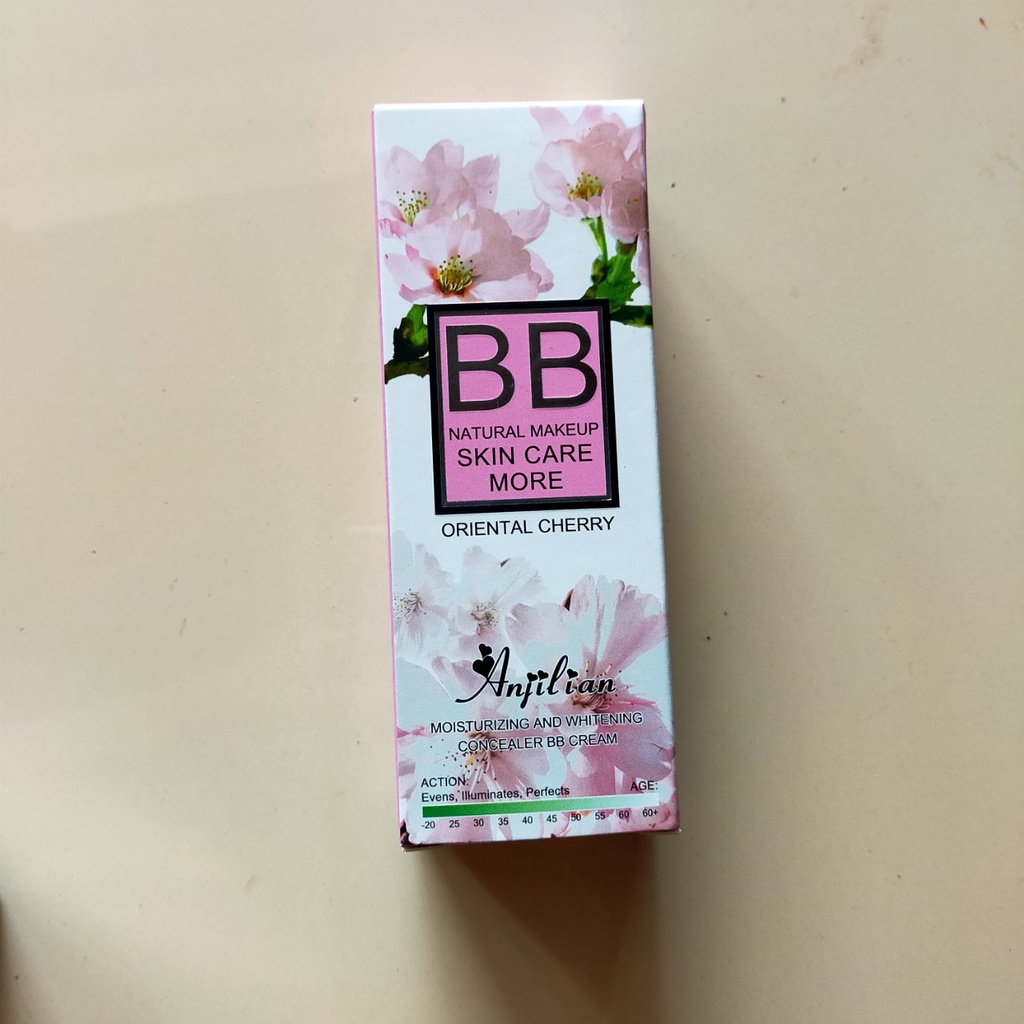 BB
NATURAL MAKEUP
SKIN CARE
MORE
ORIENTAL CHERRY
Anjilian
MOISTURIZING AND WHITENING
CONCEALER BB CREAM
ACTION:
Evens, Illuminates, Perfects AGE:
-20 25 30 35 40 45 50 55 60 60+